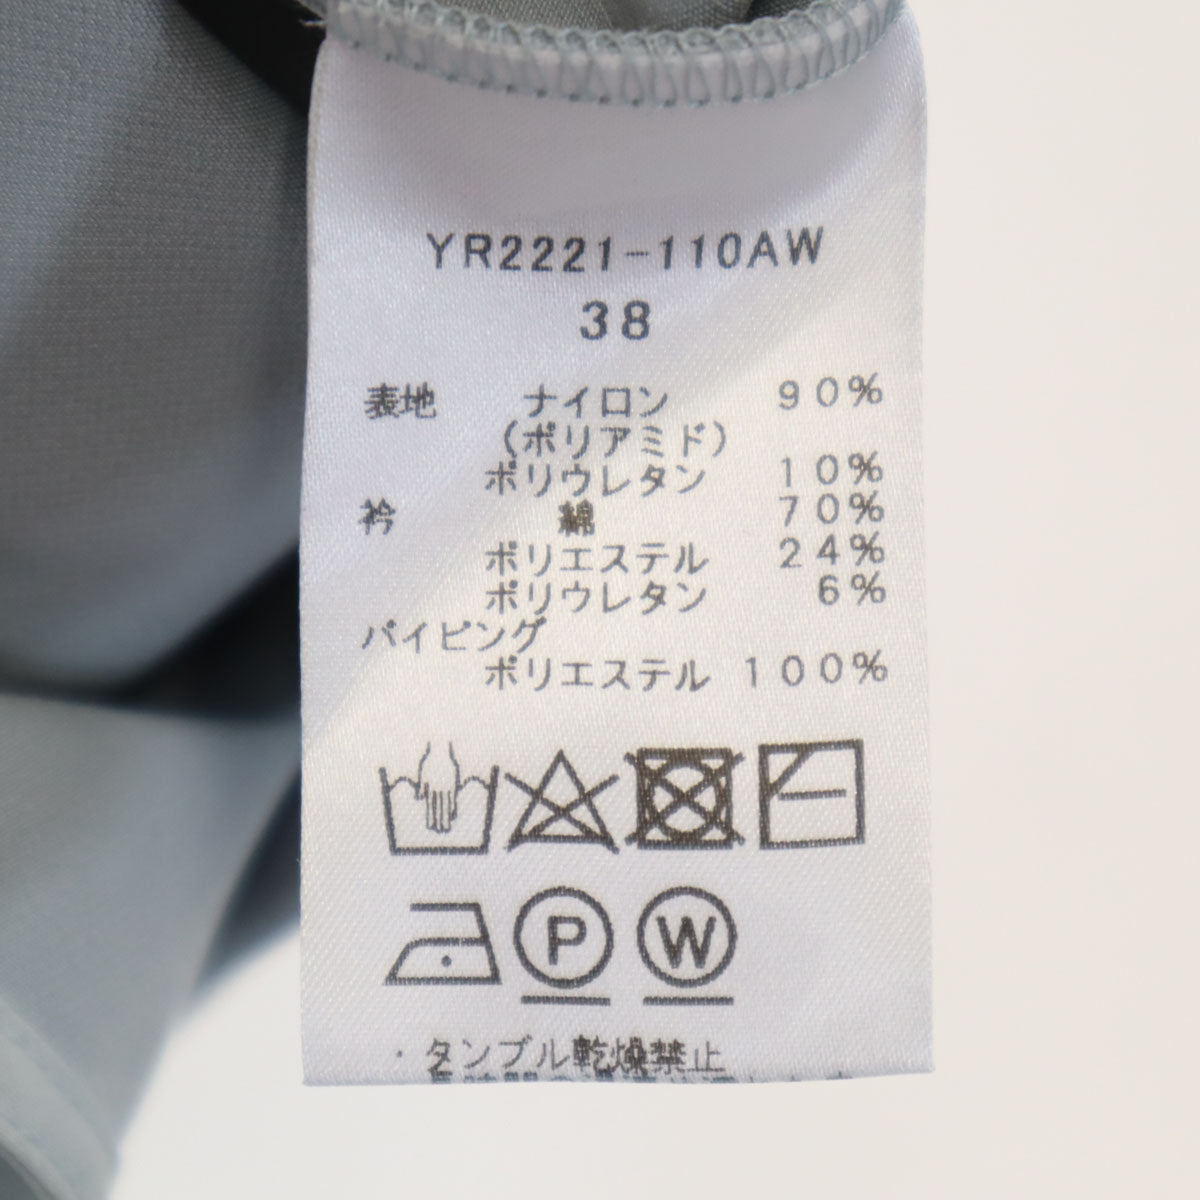 YR2221-110AW
38
表地 ナイロン 90%
(ポリアミド)
ポリウレタン 10%
衿 綿 70%
ポリエステル 24%
ポリウレタン 6%
パイピング
ポリエステル 100%
P W
・タンブル乾燥禁止